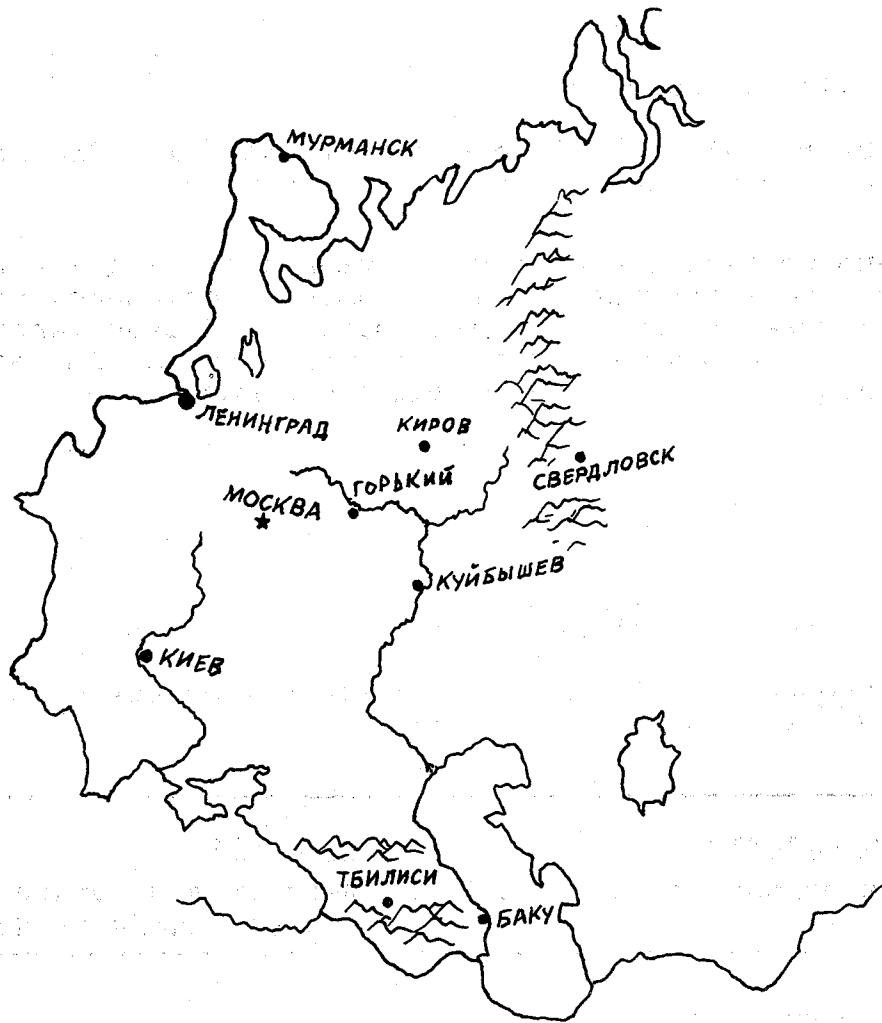 МУРМАНСК
ЛЕНИНГРАД
КИРОВ
СВЕРДЛОВСК
ГОРЬКИЙ
МОСКВА
КУЙБЫШЕВ
КИЕВ
ТБИЛИСИ
БАКУ